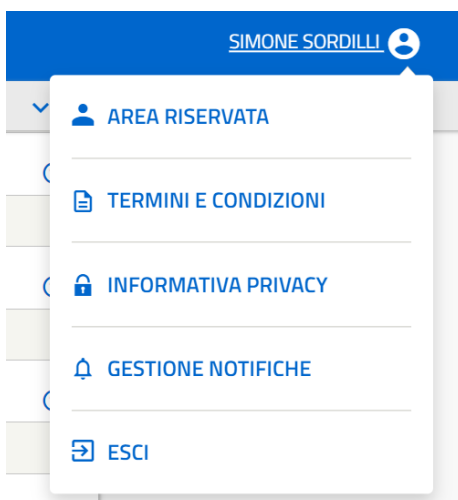 SIMONE SORDILLI
AREA RISERVATA
TERMINI E CONDIZIONI
INFORMATIVA PRIVACY
GESTIONE NOTIFICHE
ESCI